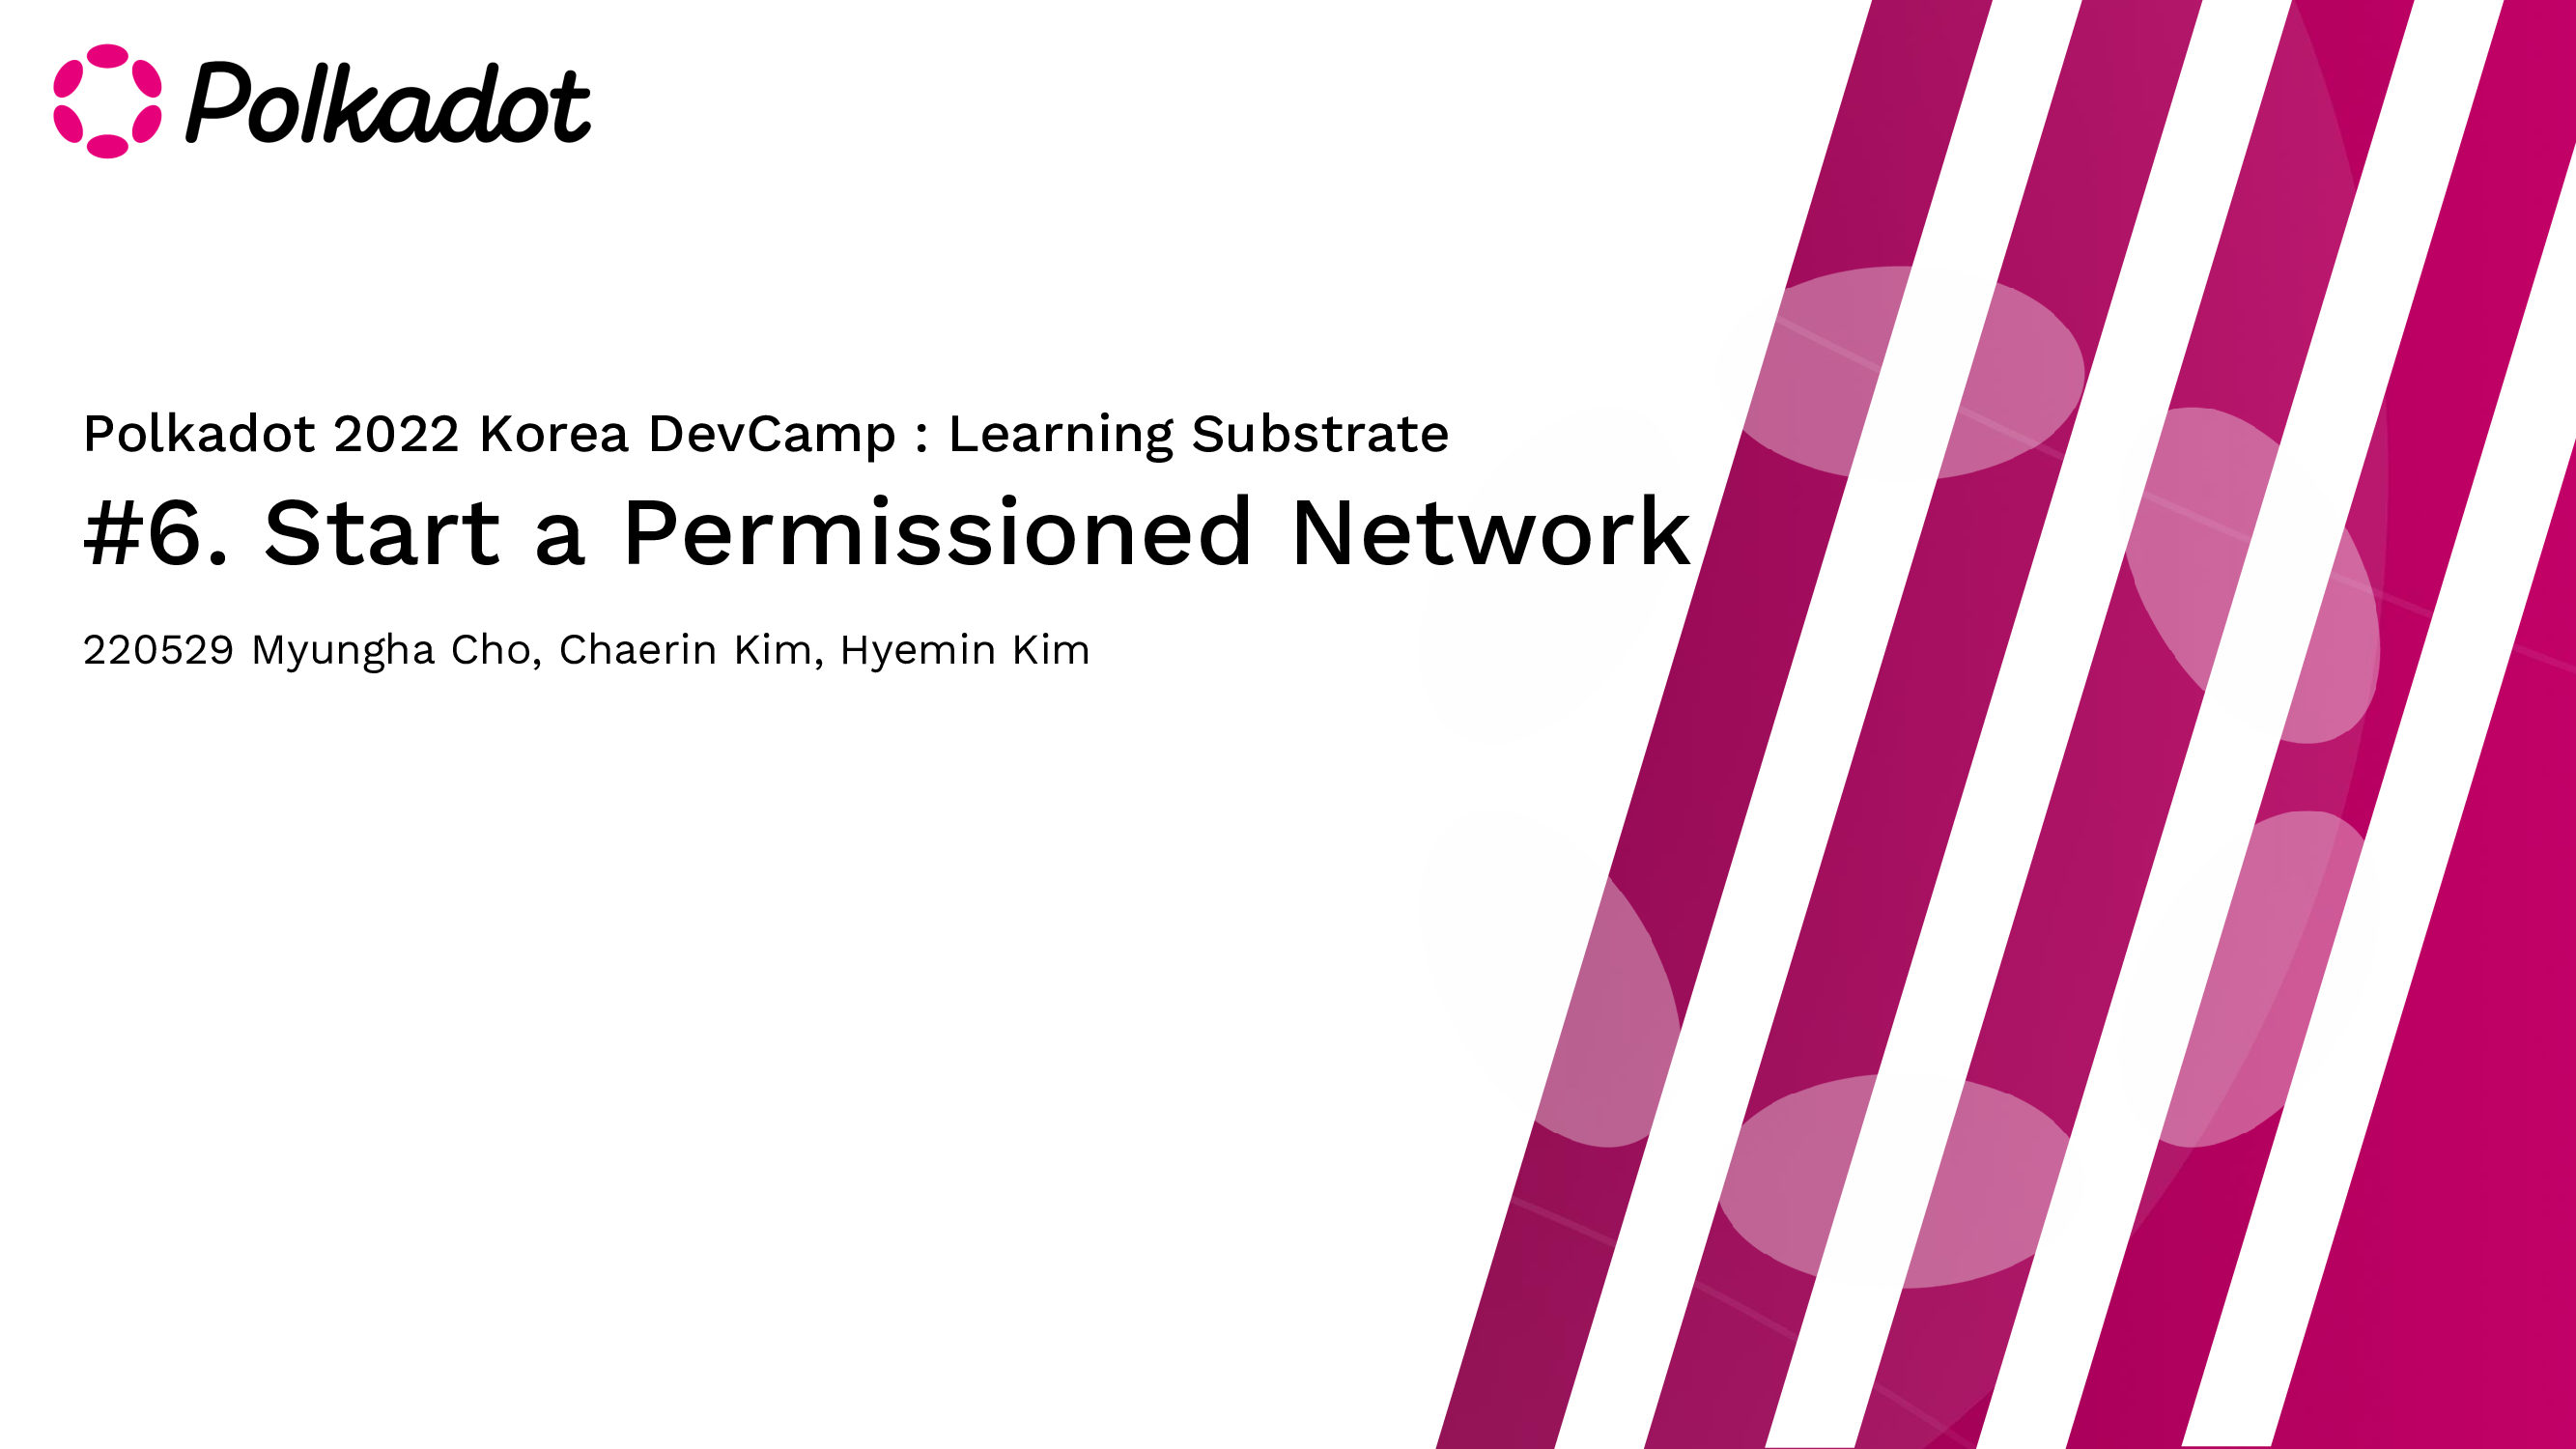 Polkadot
Polkadot 2022 Korea DevCamp : Learning Substrate
#6. Start a Permissioned Network
220529 Myungha Cho, Chaerin Kim, Hyemin Kim